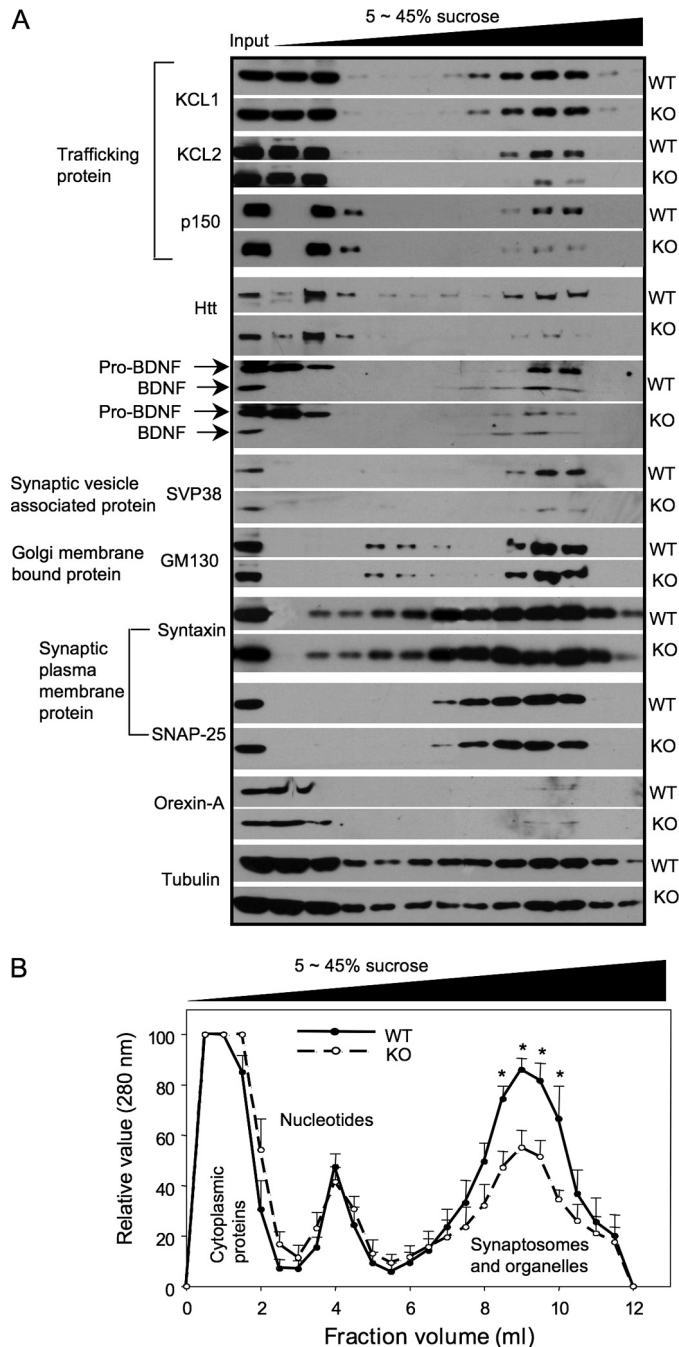 A
5 ~ 45% sucrose
Input
Trafficking
protein
KCL1
WT
KO
KCL2
WT
KO
p150
WT
KO
Htt
WT
KO
Pro-BDNF
BDNF
WT
Pro-BDNF
BDNF
KO
Synaptic vesicle
associated protein
SVP38
WT
KO
Golgi membrane
bound protein
GM130
WT
KO
Synaptic
plasma
membrane
protein
Syntaxin
WT
KO
SNAP-25
WT
KO
Orexin-A
WT
KO
Tubulin
WT
KO
B
5 ~ 45% sucrose
Relative value (280 nm)
100
80
60
40
20
0
WT
KO
* * * *
Nucleotides
Cytoplasmic
proteins
Synaptosomes
and organelles
0 2 4 6 8 10 12
Fraction volume (ml)